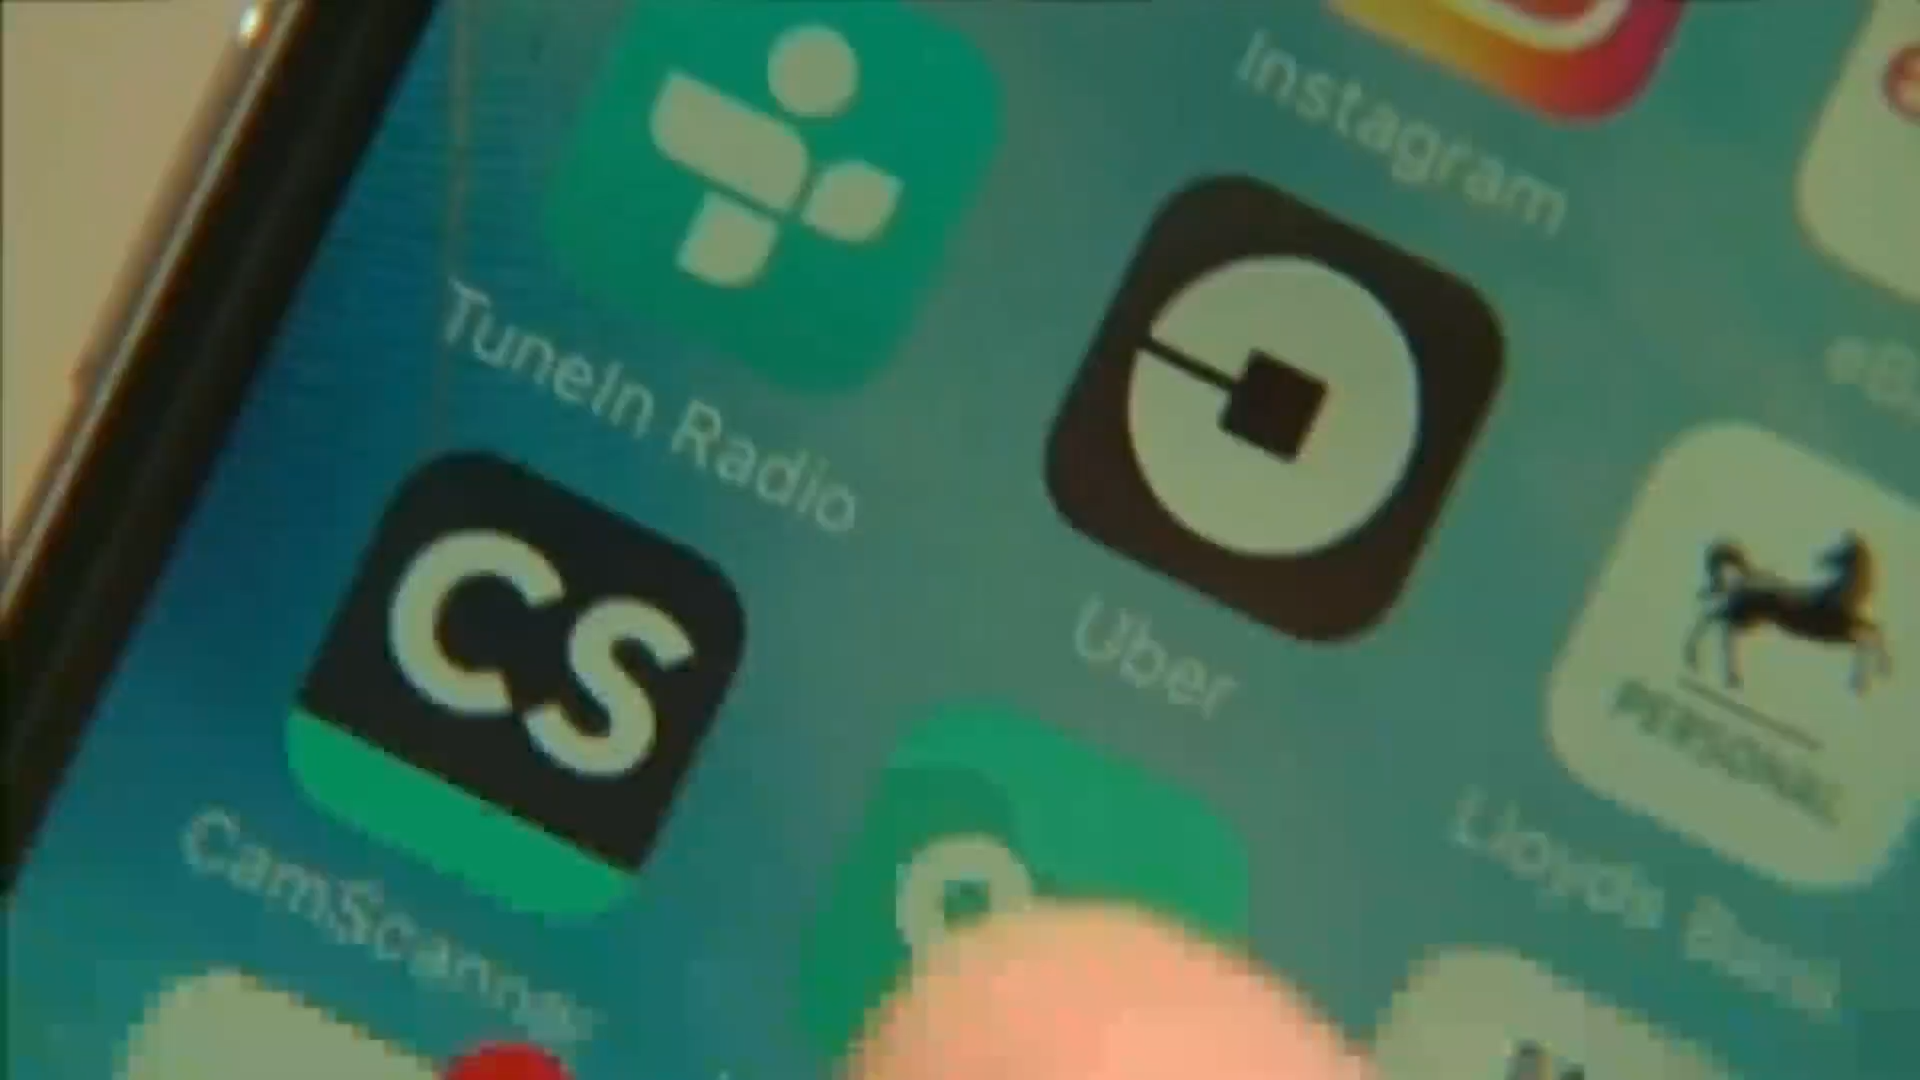 Instagram
TuneIn Radio
Uber
CS
PERSONAL
Lloyds Bank
CamScanner